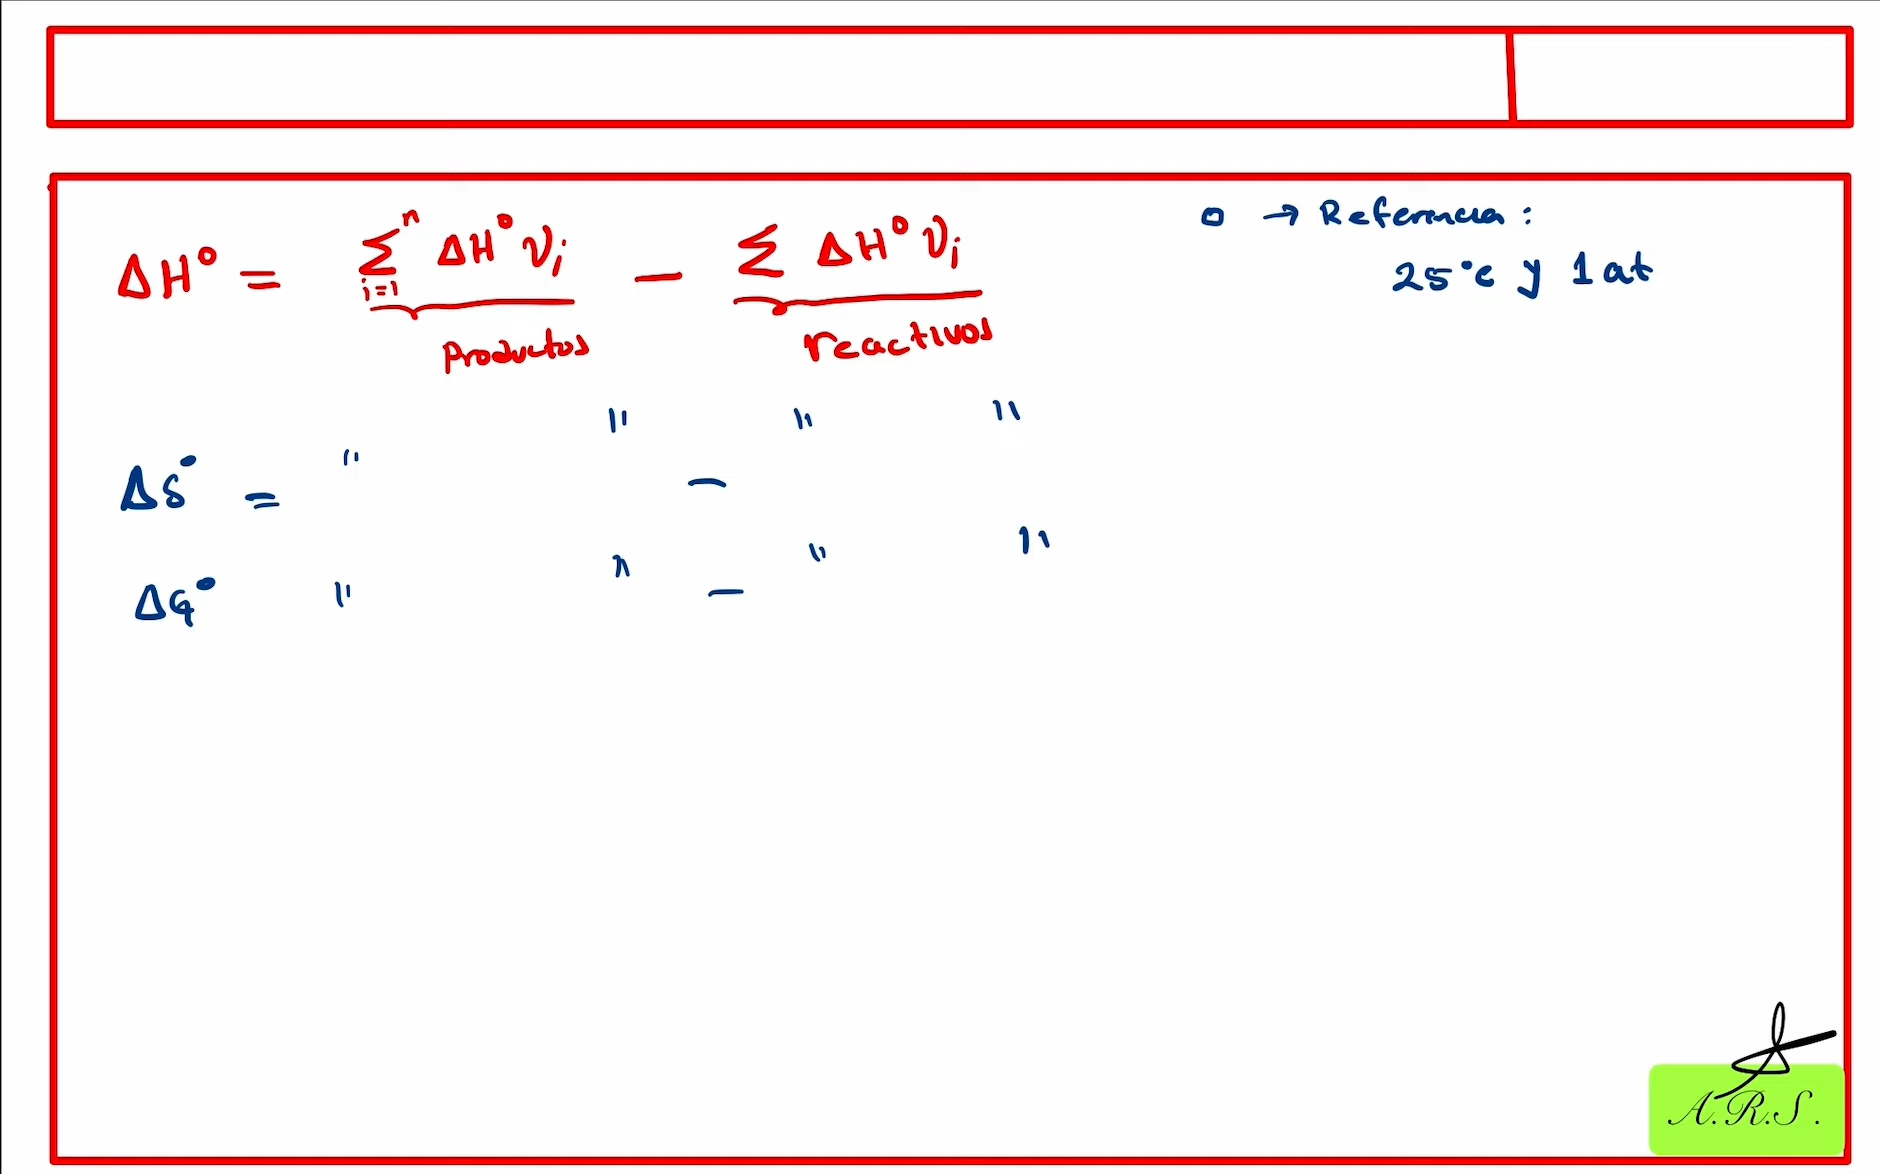 ΔH° = Σⁿᵢ₌₁ ΔH° νᵢ − Σ ΔH° νᵢ
Productos reactivos
° → Referencia:
25°C y 1 at
" " "
ΔS° = " −
ΔG° " " − " "
A.R.S.